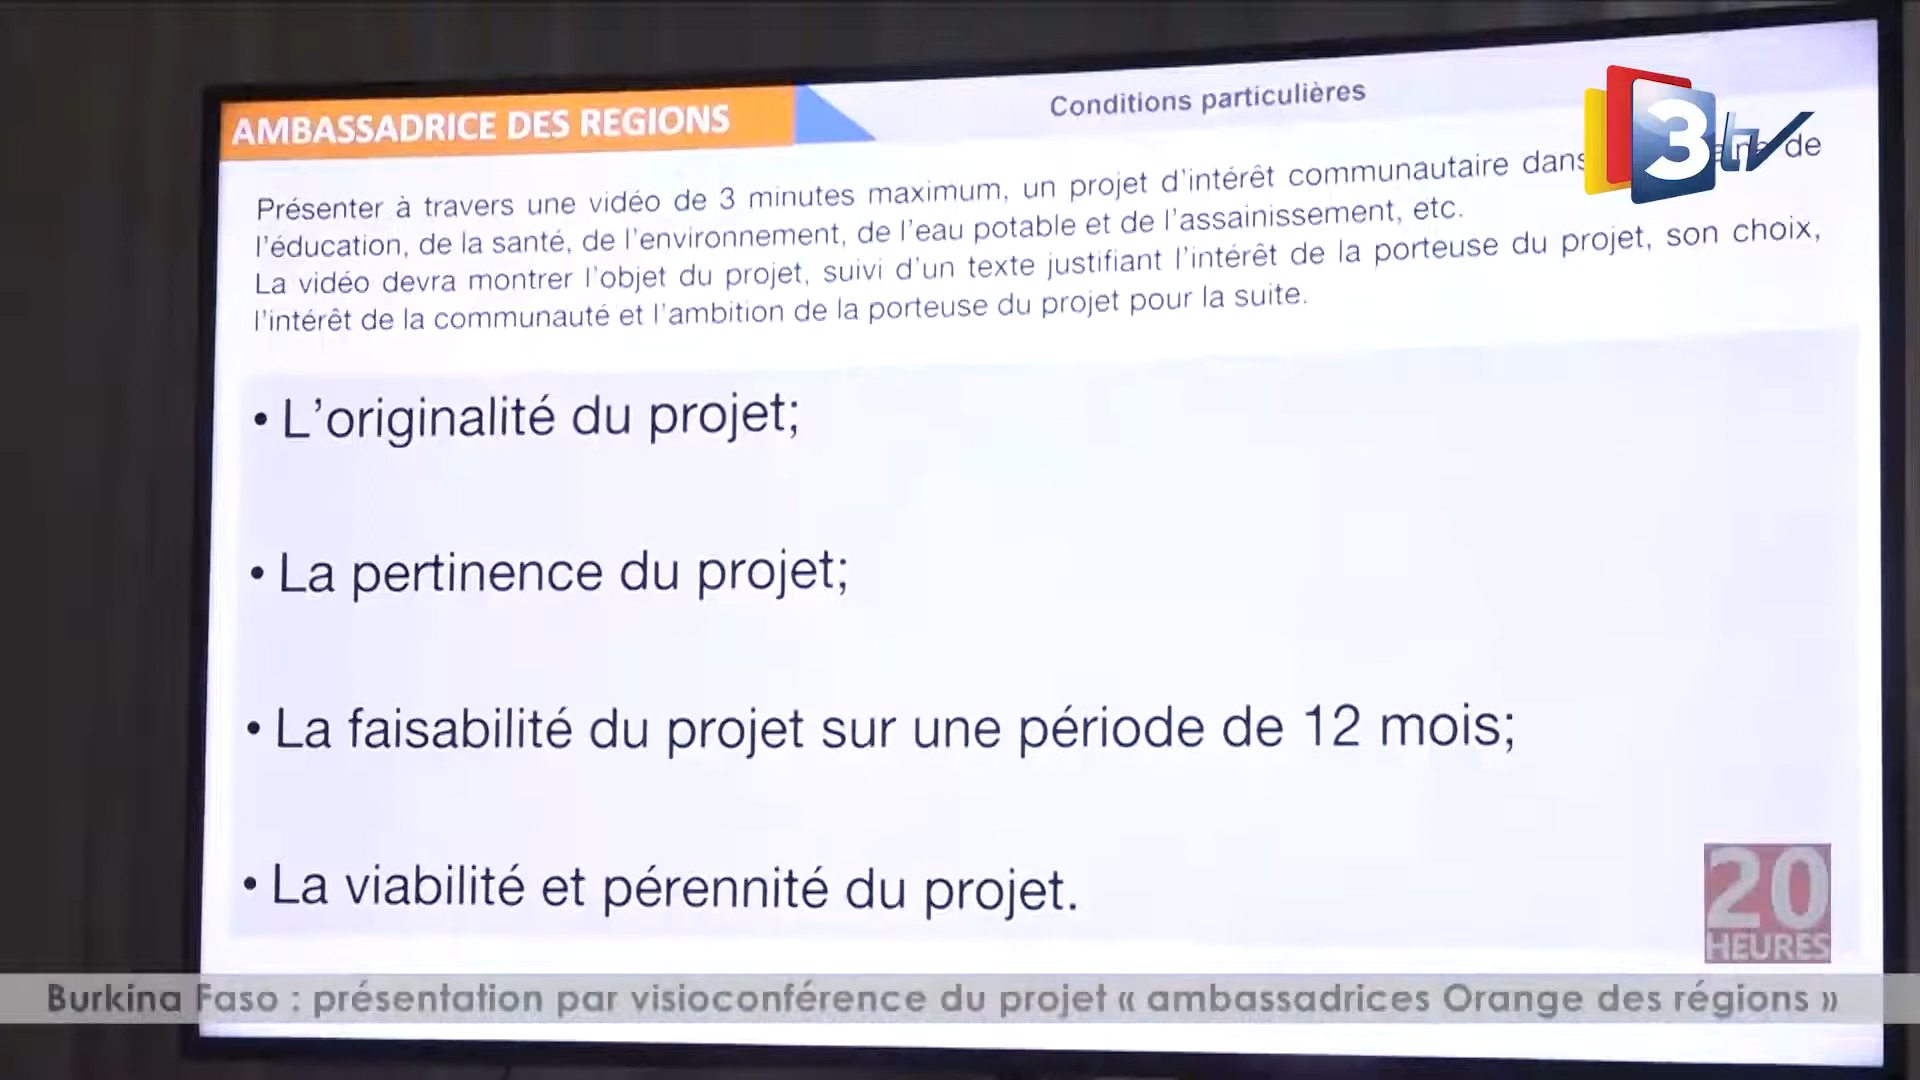 AMBASSADRICE DES REGIONS
Conditions particulières
3tv
Présenter à travers une vidéo de 3 minutes maximum, un projet d'intérêt communautaire dans de
l'éducation, de la santé, de l'environnement, de l'eau potable et de l'assainissement, etc.
La vidéo devra montrer l'objet du projet, suivi d'un texte justifiant l'intérêt de la porteuse du projet, son choix,
l'intérêt de la communauté et l'ambition de la porteuse du projet pour la suite.
• L'originalité du projet;
• La pertinence du projet;
• La faisabilité du projet sur une période de 12 mois;
• La viabilité et pérennité du projet.
20
HEURES
Burkina Faso : présentation par visioconférence du projet « ambassadrices Orange des régions »